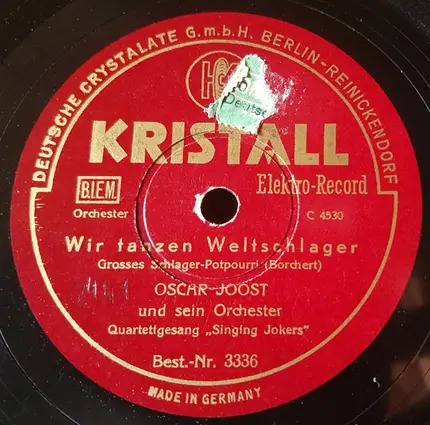 DEUTSCHE CRYSTALATE G.m.b.H. BERLIN-REINICKENDORF
KRISTALL
B.I.E.M. Elektro-Record
Orchester C 4530
Wir tanzen Weltschlager
Grosses Schlager-Potpourri (Borchert)
OSCAR JOOST
und sein Orchester
Quartettgesang „Singing Jokers"
Best.-Nr. 3336
MADE IN GERMANY